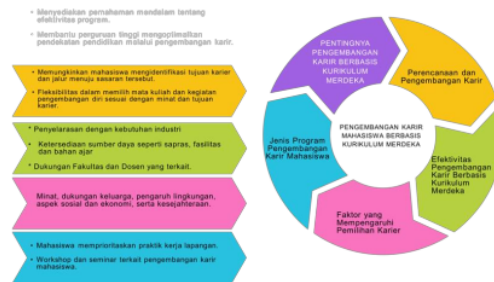 • Menyediakan pemahaman mendalam tentang
efektivitas program.
• Membantu perguruan tinggi mengoptimalkan
pendekatan pendidikan melalui pengembangan karir.
• Memungkinkan mahasiswa mengidentifikasi tujuan karier
dan jalur menuju sasaran tersebut.
• Fleksibilitas dalam memilih mata kuliah dan kegiatan
pengembangan diri sesuai dengan minat dan tujuan
karier.
* Penyelarasan dengan kebutuhan industri
• Ketersediaan sumber daya seperti sapras, fasilitas
dan bahan ajar
* Dukungan Fakultas dan Dosen yang terkait.
Minat, dukungan keluarga, pengaruh lingkungan,
aspek sosial dan ekonomi, serta kesejahteraan.
• Mahasiswa memprioritaskan praktik kerja lapangan.
• Workshop dan seminar terkait pengembangan karir
mahasiswa.
PENTINGNYA
PENGEMBANGAN
KARIR BERBASIS
KURIKULUM
MERDEKA
Perencanaan dan
Pengembangan Karir
Efektivitas
Pengembangan
Karir Berbasis
Kurikulum
Merdeka
Faktor yang
Mempengaruhi
Pemilihan Karier
Jenis Program
Pengembangan
Karir Mahasiswa
PENGEMBANGAN KARIR
MAHASISWA BERBASIS
KURIKULUM MERDEKA